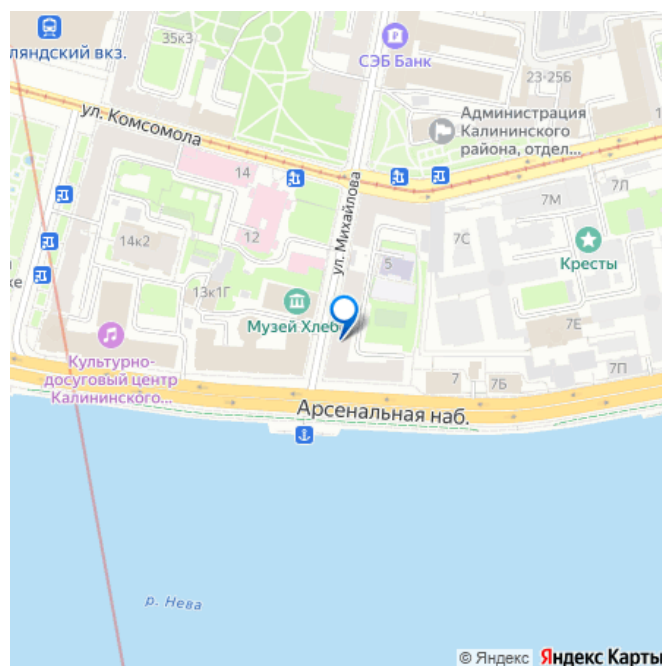 35к3
ляндский вкз.
СЭБ Банк
23-25Б
ул. Комсомола
Администрация
Калининского
района, отдел ...
1
14
ул. Михайлова
7Л
7М
12
7С
14к2
5
Кресты
ке
13к1Г
Музей Хлеб
7Е
Культурно-
досуговый центр
Калининского...
7
7Б
7П
Арсенальная наб.
р. Нева
© Яндекс Яндекс Карты